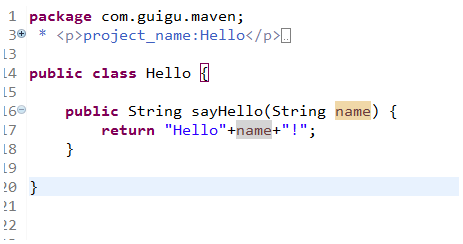 1 package com.guigu.maven;
3 * <p>project_name:Hello</p>
13
14 public class Hello {
15
16     public String sayHello(String name) {
17         return "Hello"+name+"!";
18     }
19
20 }
21
22